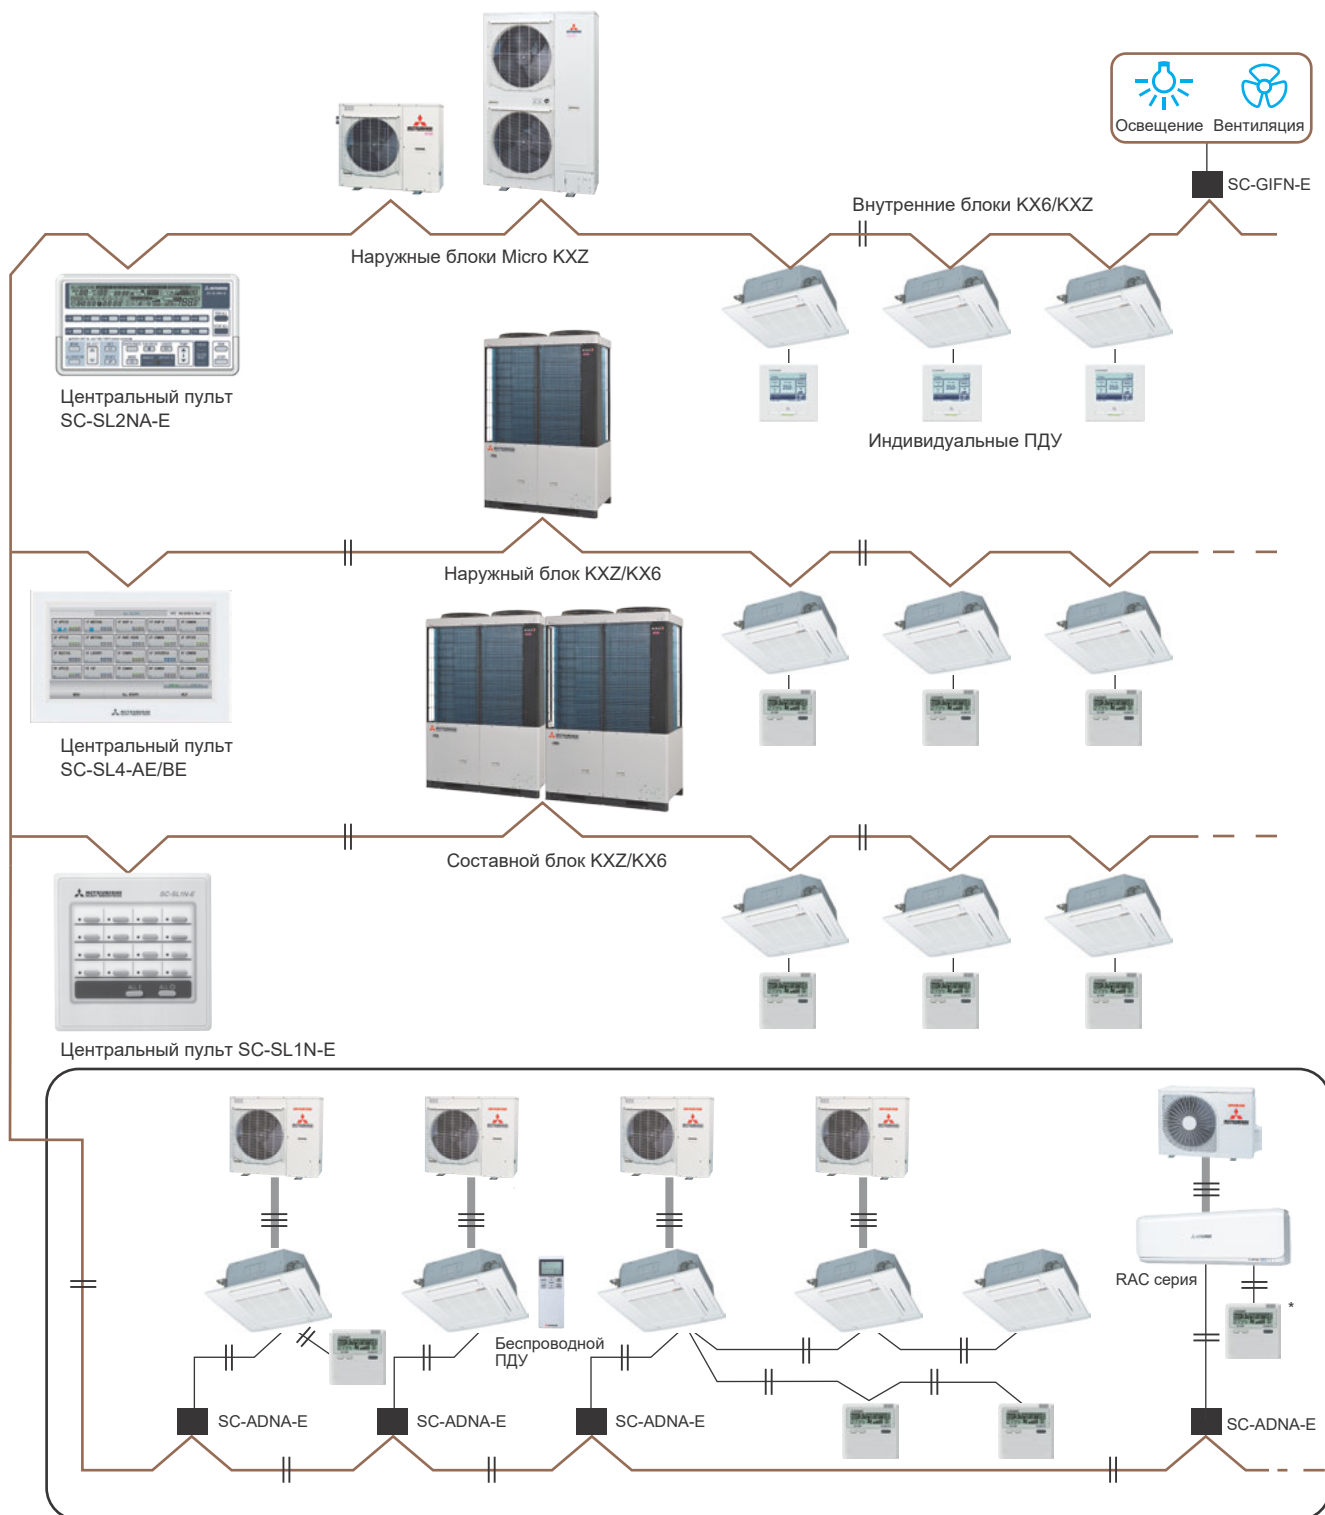 Освещение Вентиляция
SC-GIFN-E
Внутренние блоки KX6/KXZ
Наружные блоки Micro KXZ
Центральный пульт
SC-SL2NA-E
Индивидуальные ПДУ
Наружный блок KXZ/KX6
Центральный пульт
SC-SL4-AE/BE
Составной блок KXZ/KX6
SC-SL1N-E
Центральный пульт SC-SL1N-E
RAC серия
*
Беспроводной
ПДУ
SC-ADNA-E
SC-ADNA-E
SC-ADNA-E
SC-ADNA-E